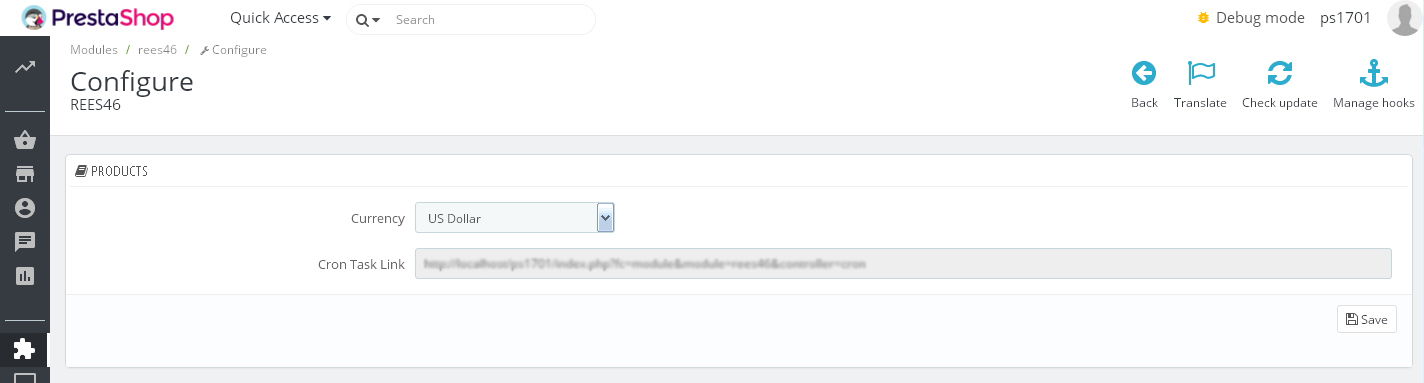 PrestaShop Quick Access Search Debug mode ps1701
Modules / rees46 / Configure
Configure
REES46
Back Translate Check update Manage hooks
PRODUCTS
Currency US Dollar
Cron Task Link http://localhost/ps1701/index.php?fc=module&module=rees46&controller=cron
Save